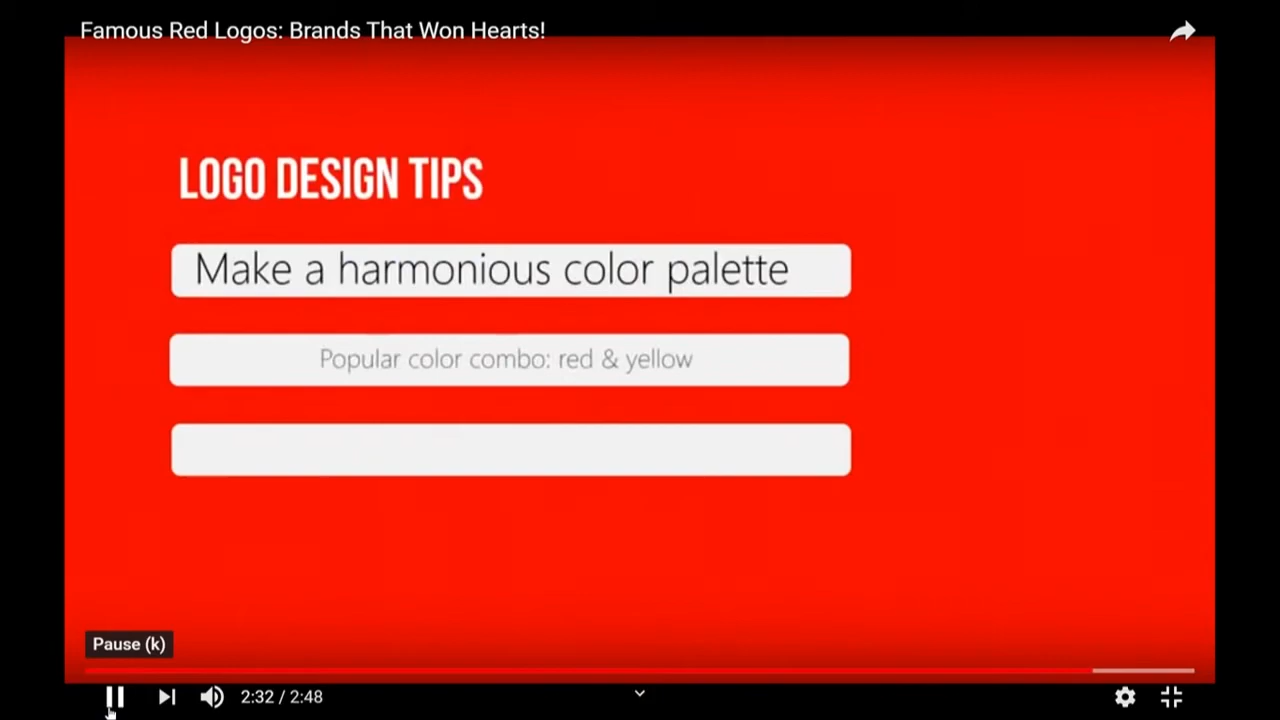 Famous Red Logos: Brands That Won Hearts!
LOGO DESIGN TIPS
Make a harmonious color palette
Popular color combo: red & yellow
Pause (k)
2:32 / 2:48